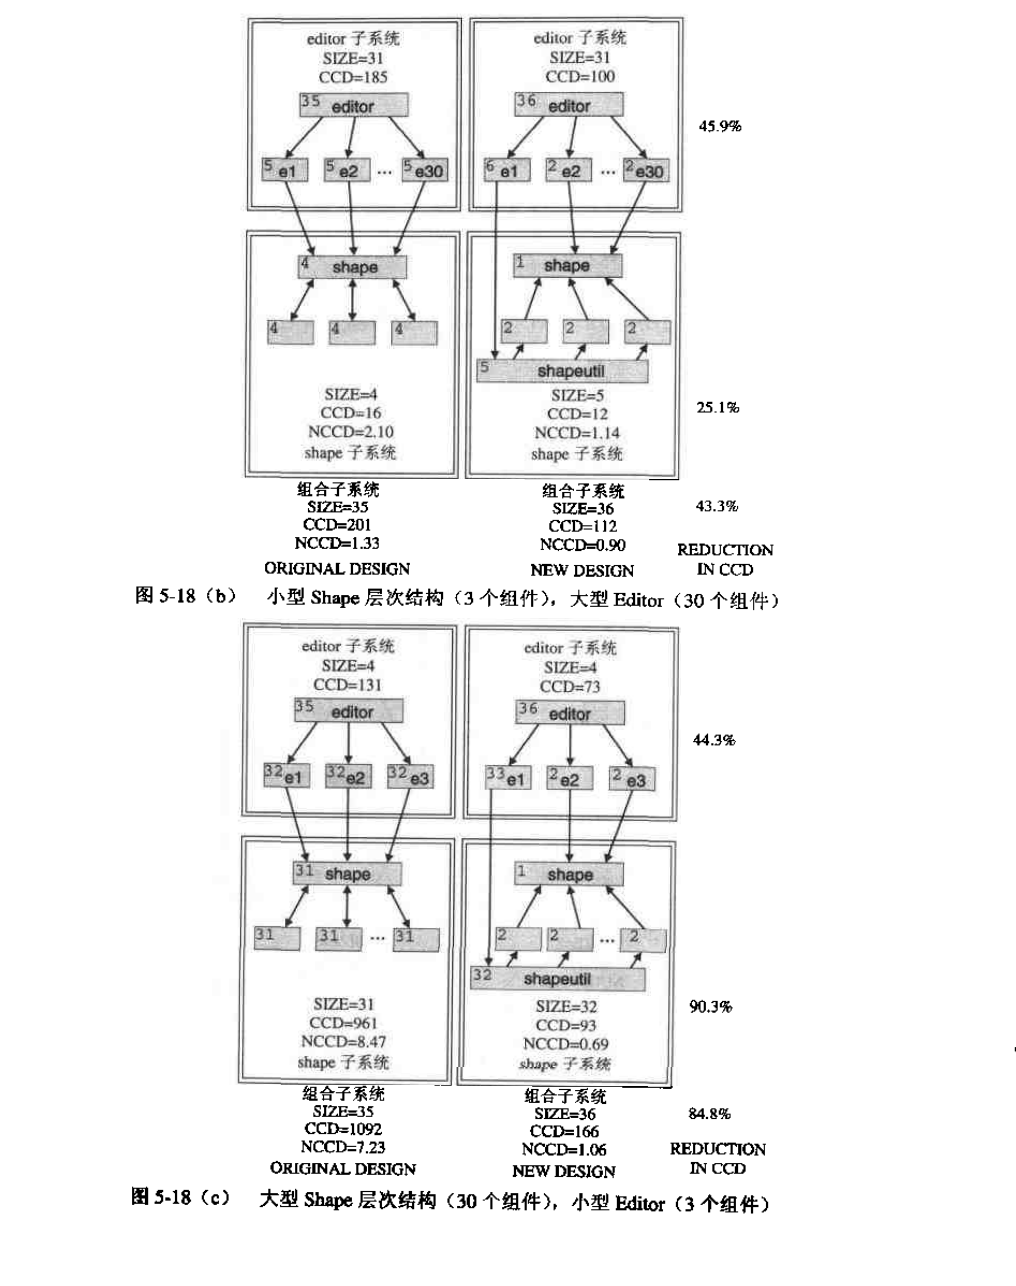 editor 子系统
SIZE=31
CCD=185
35 editor
5 e1
5 e2
...
5 e30
editor 子系统
SIZE=31
CCD=100
36 editor
6 e1
2 e2
...
2 e30
45.9%
4 shape
4
4
4
SIZE=4
CCD=16
NCCD=2.10
shape 子系统
1 shape
2
2
2
5 shapeutil
SIZE=5
CCD=12
NCCD=1.14
shape 子系统
25.1%
组合子系统
SIZE=35
CCD=201
NCCD=1.33
ORIGINAL DESIGN
组合子系统
SIZE=36
CCD=112
NCCD=0.90
NEW DESIGN
43.3%
REDUCTION
IN CCD
图 5-18（b） 小型 Shape 层次结构（3 个组件），大型 Editor（30 个组件）
editor 子系统
SIZE=4
CCD=131
35 editor
32 e1
32 e2
32 e3
editor 子系统
SIZE=4
CCD=73
36 editor
33 e1
2 e2
2 e3
44.3%
31 shape
31
31
...
31
SIZE=31
CCD=961
NCCD=8.47
shape 子系统
1 shape
2
2
...
2
32 shapeutil
SIZE=32
CCD=93
NCCD=0.69
shape 子系统
90.3%
组合子系统
SIZE=35
CCD=1092
NCCD=7.23
ORIGINAL DESIGN
组合子系统
SIZE=36
CCD=166
NCCD=1.06
NEW DESIGN
84.8%
REDUCTION
IN CCD
图 5-18（c） 大型 Shape 层次结构（30 个组件），小型 Editor（3 个组件）